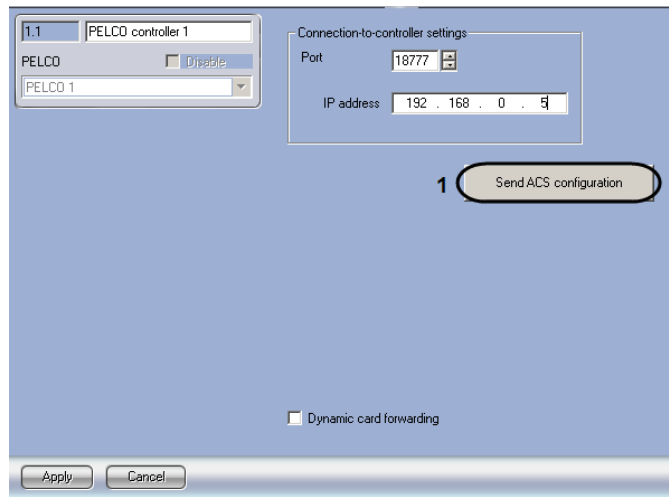 1.1 PELCO controller 1
PELCO Disable
PELCO 1
Connection-to-controller settings
Port 18777
IP address 192 . 168 . 0 . 5
1 Send ACS configuration
Dynamic card forwarding
Apply Cancel